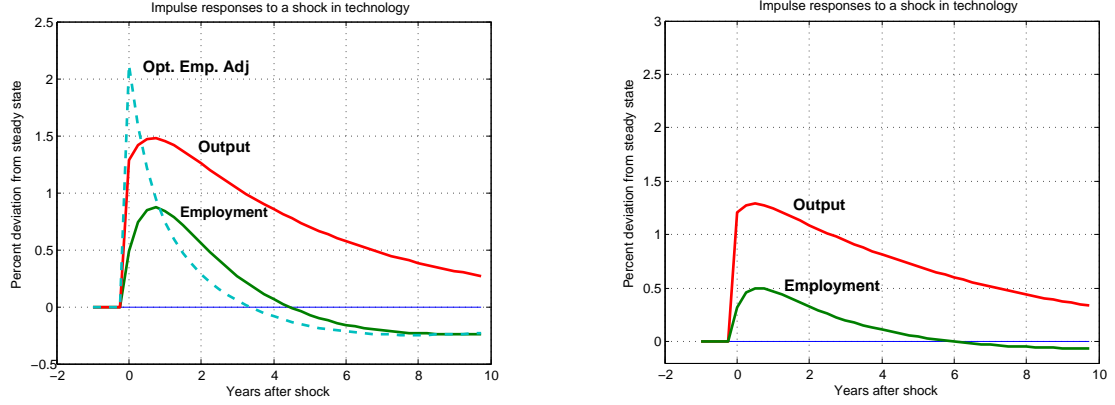 Impulse responses to a shock in technology
Percent deviation from steady state
2.5
2
1.5
1
0.5
0
−0.5
Opt. Emp. Adj
Output
Employment
−2
0
2
4
6
8
10
Years after shock
Impulse responses to a shock in technology
Percent deviation from steady state
3
2.5
2
1.5
1
0.5
0
Output
Employment
−2
0
2
4
6
8
10
Years after shock